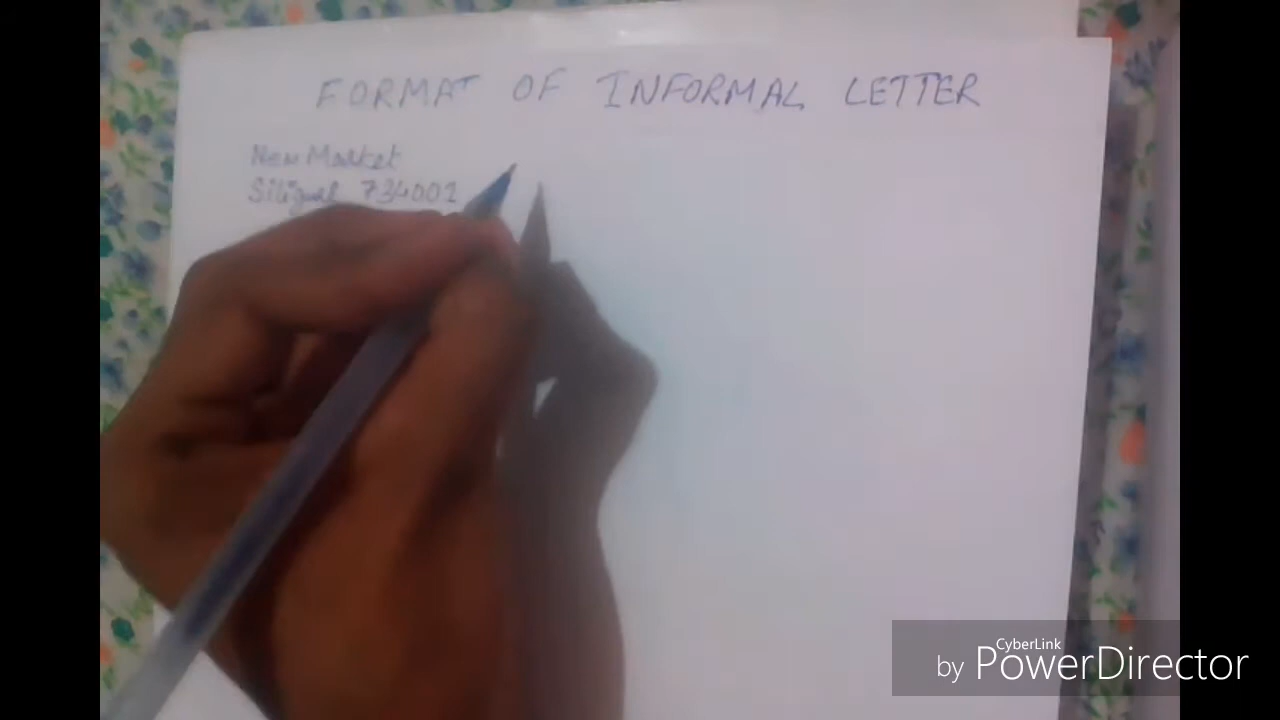 FORMAT OF INFORMAL LETTER
New Market
Siliguri 734001
CyberLink
by PowerDirector